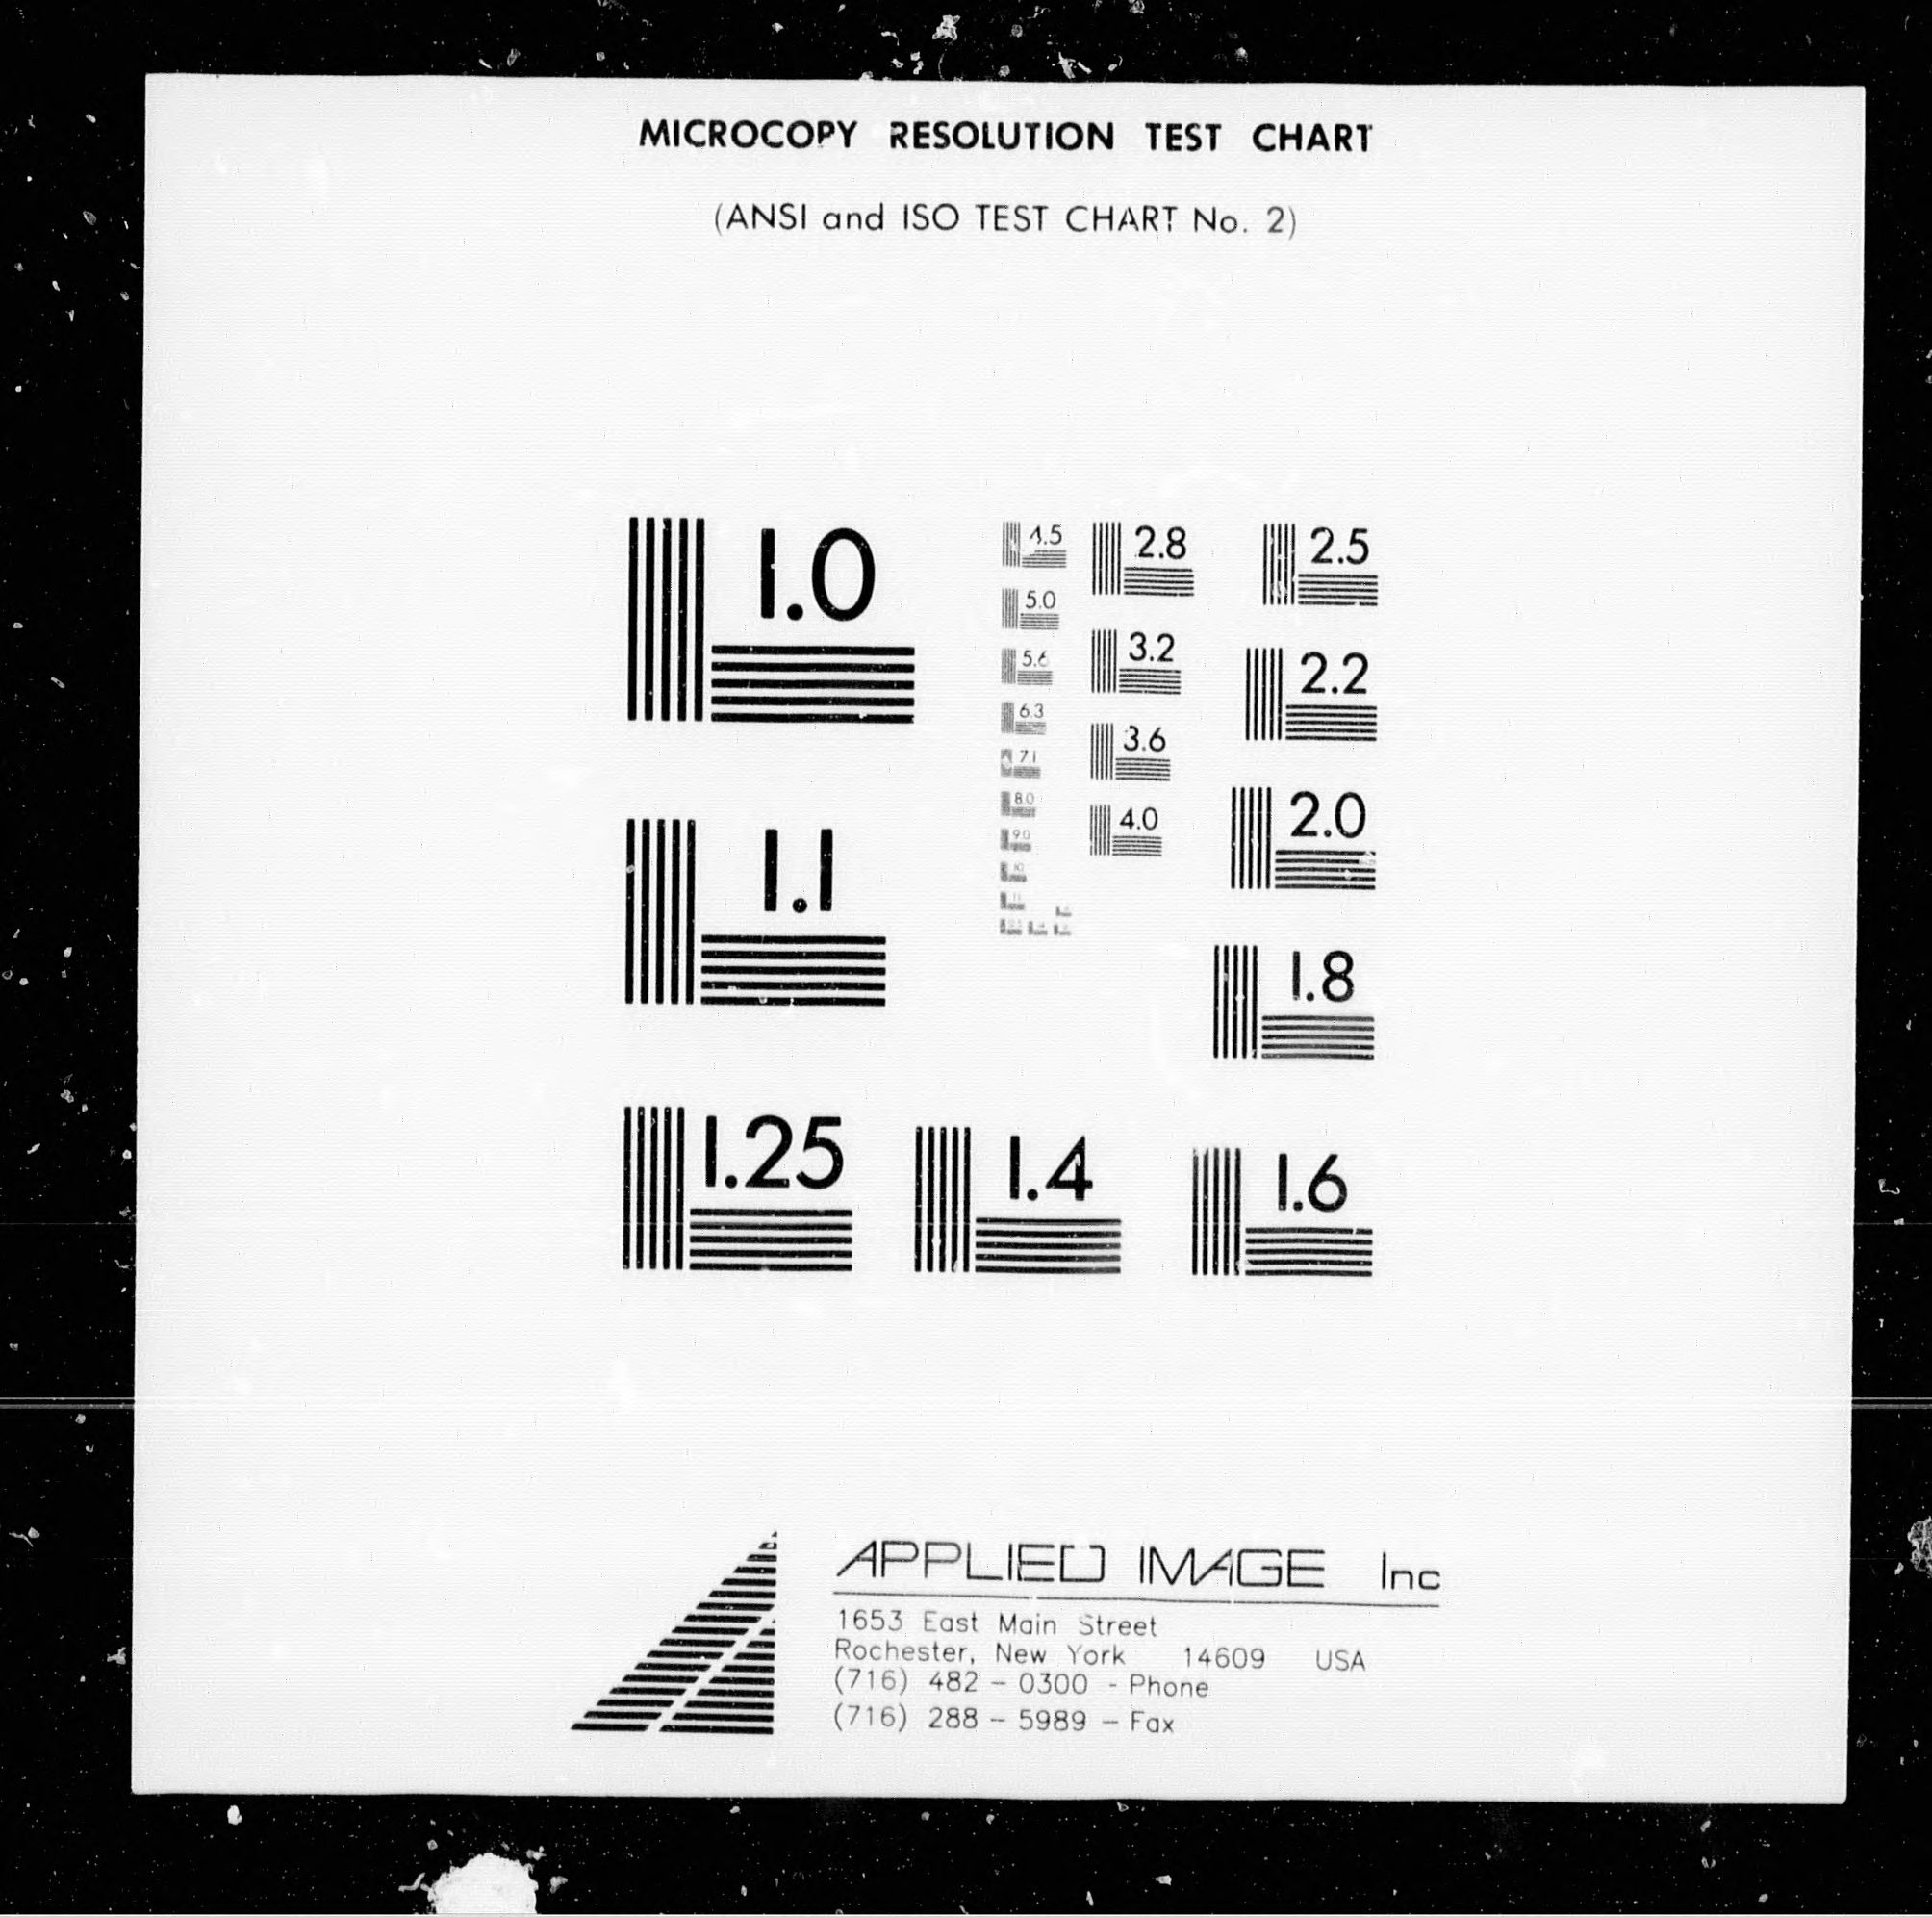 MICROCOPY RESOLUTION TEST CHART
(ANSI and ISO TEST CHART No. 2)
1.0
1.1
1.25
1.4
1.6
1.8
2.0
2.2
2.5
2.8
3.2
3.6
4.0
4.5
5.0
5.6
6.3
7.1
8.0
9.0
APPLIED IMAGE Inc
1653 East Main Street
Rochester, New York 14609 USA
(716) 482 - 0300 - Phone
(716) 288 - 5989 - Fax